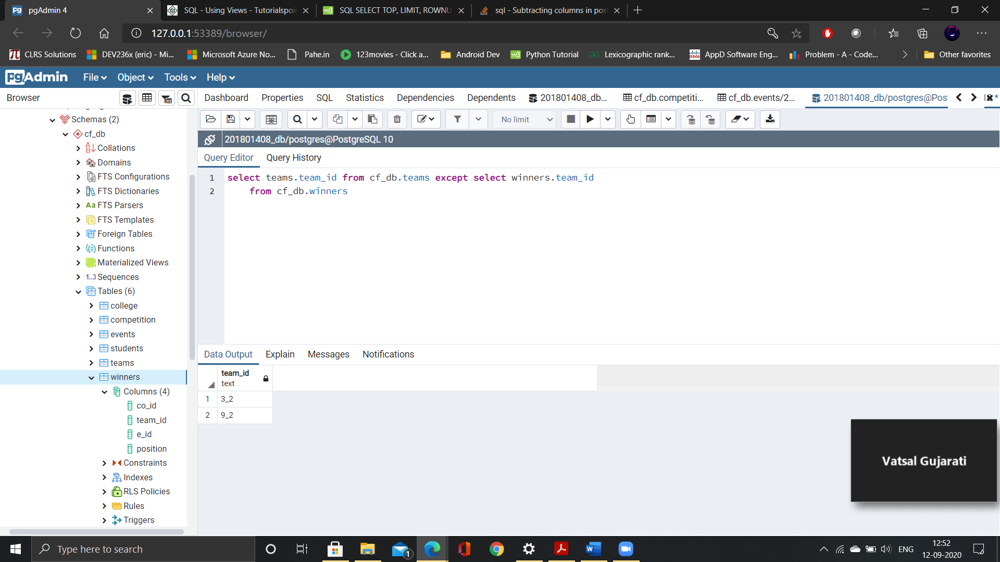 pgAdmin 4
SQL - Using Views - Tutorialspoi
SQL SELECT TOP, LIMIT, ROWNU
sql - Subtracting columns in pos
127.0.0.1:53389/browser/
CLRS Solutions
DEV236x (eric) - Mi...
Microsoft Azure No...
Pahe.in
123movies - Click a...
Android Dev
Python Tutorial
Lexicographic rank...
AppD Software Eng...
Problem - A - Code...
Other favorites
pgAdmin
File
Object
Tools
Help
Browser
Dashboard
Properties
SQL
Statistics
Dependencies
Dependents
201801408_db...
cf_db.competiti...
cf_db.events/2...
201801408_db/postgres@Pos
*
No limit
Schemas (2)
cf_db
Collations
Domains
FTS Configurations
FTS Dictionaries
Aa FTS Parsers
FTS Templates
Foreign Tables
Functions
Materialized Views
1..3 Sequences
Tables (6)
college
competition
events
students
teams
winners
Columns (4)
co_id
team_id
e_id
position
Constraints
Indexes
RLS Policies
Rules
Triggers
201801408_db/postgres@PostgreSQL 10
Query Editor
Query History
1 select teams.team_id from cf_db.teams except select winners.team_id
2 from cf_db.winners
Data Output
Explain
Messages
Notifications
team_id
text
1 3_2
2 9_2
Vatsal Gujarati
Type here to search
1
ENG
12:52
12-09-2020